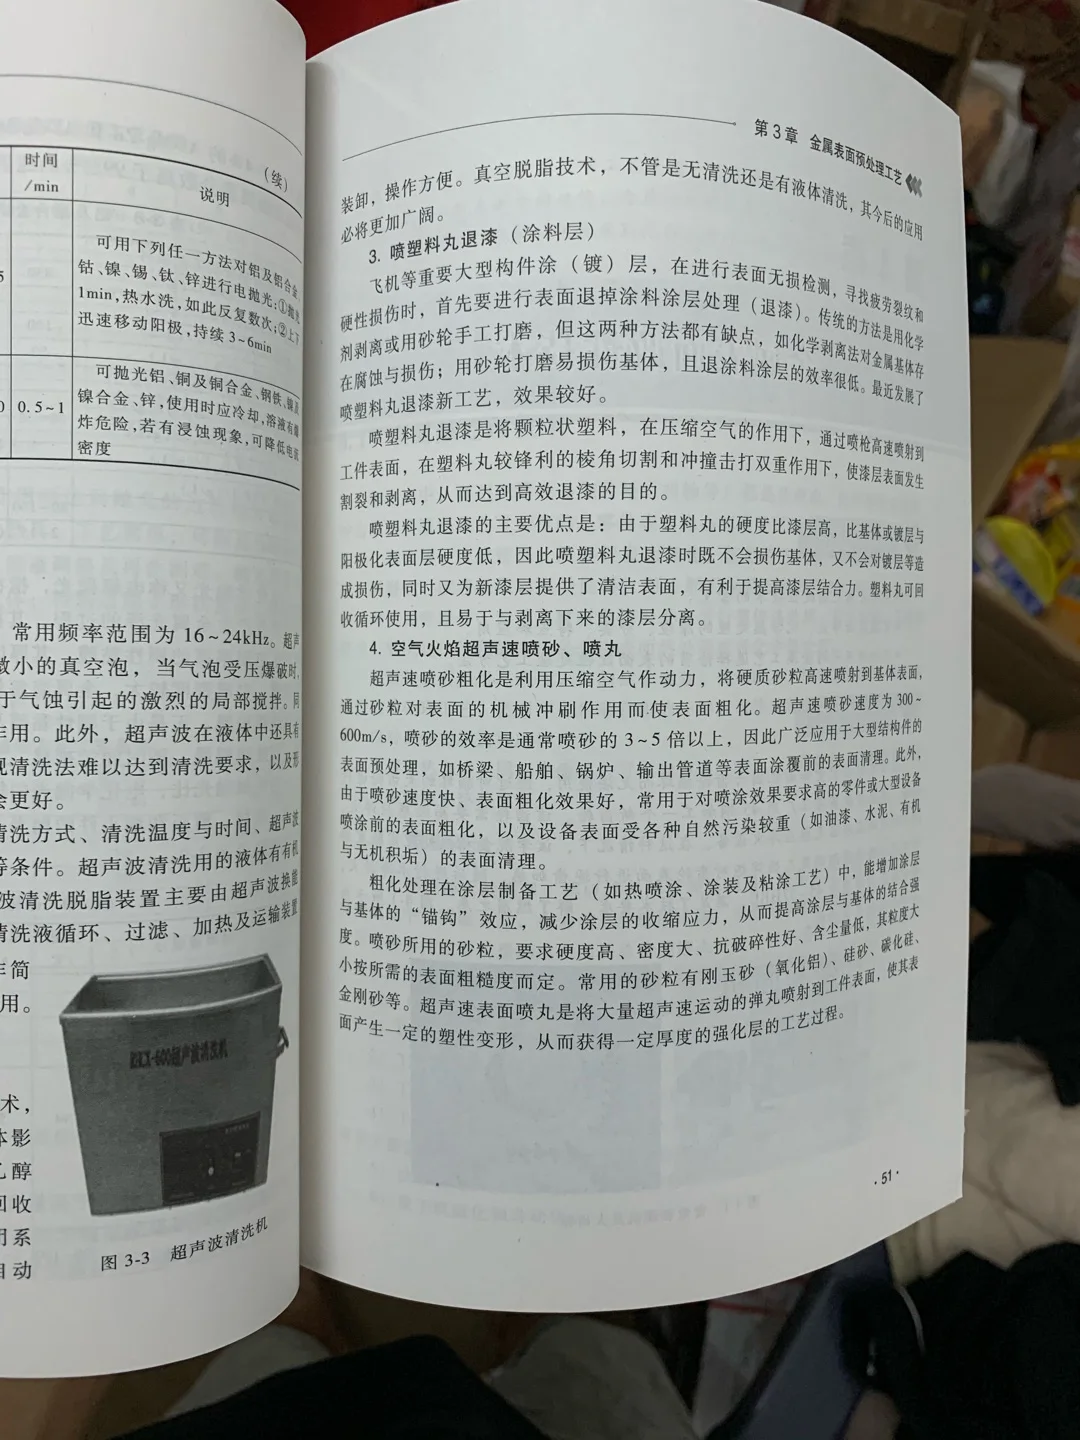 (续)
时间
/min
说明
可用下列任一方法对铝及铝合金
钴、镍、锡、钛、锌进行电抛光:①抛光
1min,热水洗,如此反复数次;②上下
迅速移动阳极,持续 3~6min
0.5~1
可抛光铝、铜及铜合金、钢铁、
镍合金、锌,使用时应冷却,溶液有爆
炸危险,若有浸蚀现象,可降低电流
密度
常用频率范围为 16~24kHz。超声
微小的真空泡，当气泡受压爆破时,
于气蚀引起的激烈的局部搅拌。同
作用。此外，超声波在液体中还具有
规清洗法难以达到清洗要求，以及形
会更好。
清洗方式、清洗温度与时间、超声波
等条件。超声波清洗用的液体有有机
波清洗脱脂装置主要由超声波换能
清洗液循环、过滤、加热及运输装置
作简
用。
超声波清洗机
术，
体影
乙醇
回收
闭系
自动
图 3-3 超声波清洗机
第 3 章 金属表面预处理工艺
装卸，操作方便。真空脱脂技术，不管是无清洗还是有液体清洗，其今后的应用
必将更加广阔。
3. 喷塑料丸退漆（涂料层）
飞机等重要大型构件涂（镀）层，在进行表面无损检测，寻找疲劳裂纹和
硬性损伤时，首先要进行表面退掉涂料涂层处理（退漆）。传统的方法是用化学
剂剥离或用砂轮手工打磨，但这两种方法都有缺点，如化学剥离法对金属基体存
在腐蚀与损伤；用砂轮打磨易损伤基体，且退涂料涂层的效率很低。最近发展了
喷塑料丸退漆新工艺，效果较好。
喷塑料丸退漆是将颗粒状塑料，在压缩空气的作用下，通过喷枪高速喷射到
工件表面，在塑料丸较锋利的棱角切割和冲撞击打双重作用下，使漆层表面发生
割裂和剥离，从而达到高效退漆的目的。
喷塑料丸退漆的主要优点是：由于塑料丸的硬度比漆层高，比基体或镀层与
阳极化表面层硬度低，因此喷塑料丸退漆时既不会损伤基体，又不会对镀层等造
成损伤，同时又为新漆层提供了清洁表面，有利于提高漆层结合力。塑料丸可回
收循环使用，且易于与剥离下来的漆层分离。
4. 空气火焰超声速喷砂、喷丸
超声速喷砂粗化是利用压缩空气作动力，将硬质砂粒高速喷射到基体表面，
通过砂粒对表面的机械冲刷作用而使表面粗化。超声速喷砂速度为 300~
600m/s，喷砂的效率是通常喷砂的 3~5 倍以上，因此广泛应用于大型结构件的
表面预处理，如桥梁、船舶、锅炉、输出管道等表面涂覆前的表面清理。此外，
由于喷砂速度快、表面粗化效果好，常用于对喷涂效果要求高的零件或大型设备
喷涂前的表面粗化，以及设备表面受各种自然污染较重（如油漆、水泥、有机
与无机积垢）的表面清理。
粗化处理在涂层制备工艺（如热喷涂、涂装及粘涂工艺）中，能增加涂层
与基体的“锚钩”效应，减少涂层的收缩应力，从而提高涂层与基体的结合强
度。喷砂所用的砂粒，要求硬度高、密度大、抗破碎性好、含尘量低，其粒度大
小按所需的表面粗糙度而定。常用的砂粒有刚玉砂（氧化铝）、硅砂、碳化硅、
金刚砂等。超声速表面喷丸是将大量超声速运动的弹丸喷射到工件表面，使其表
面产生一定的塑性变形，从而获得一定厚度的强化层的工艺过程。
·51·